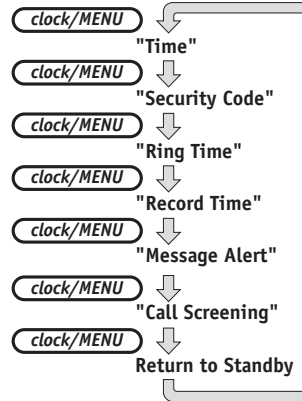 clock/MENU
"Time"
clock/MENU
"Security Code"
clock/MENU
"Ring Time"
clock/MENU
"Record Time"
clock/MENU
"Message Alert"
clock/MENU
"Call Screening"
clock/MENU
Return to Standby